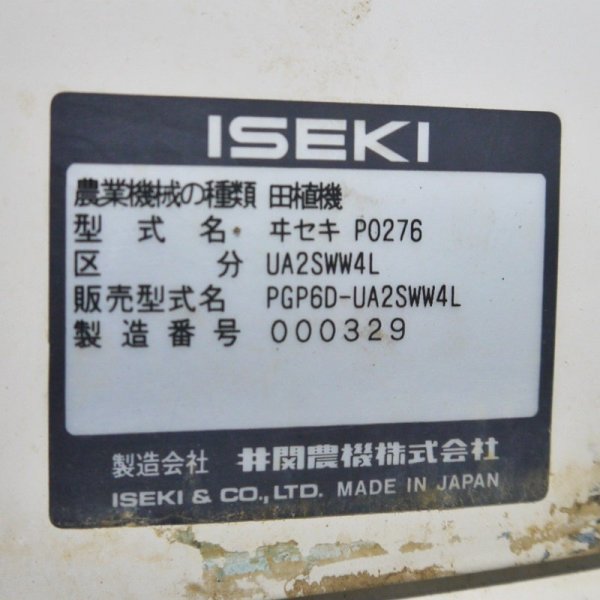 ISEKI
農業機械の種類 田植機
型式名 ヰセキ P0276
区分 UA2SWW4L
販売型式名 PGP6D-UA2SWW4L
製造番号 000329
製造会社 井関農機株式会社
ISEKI & CO., LTD. MADE IN JAPAN